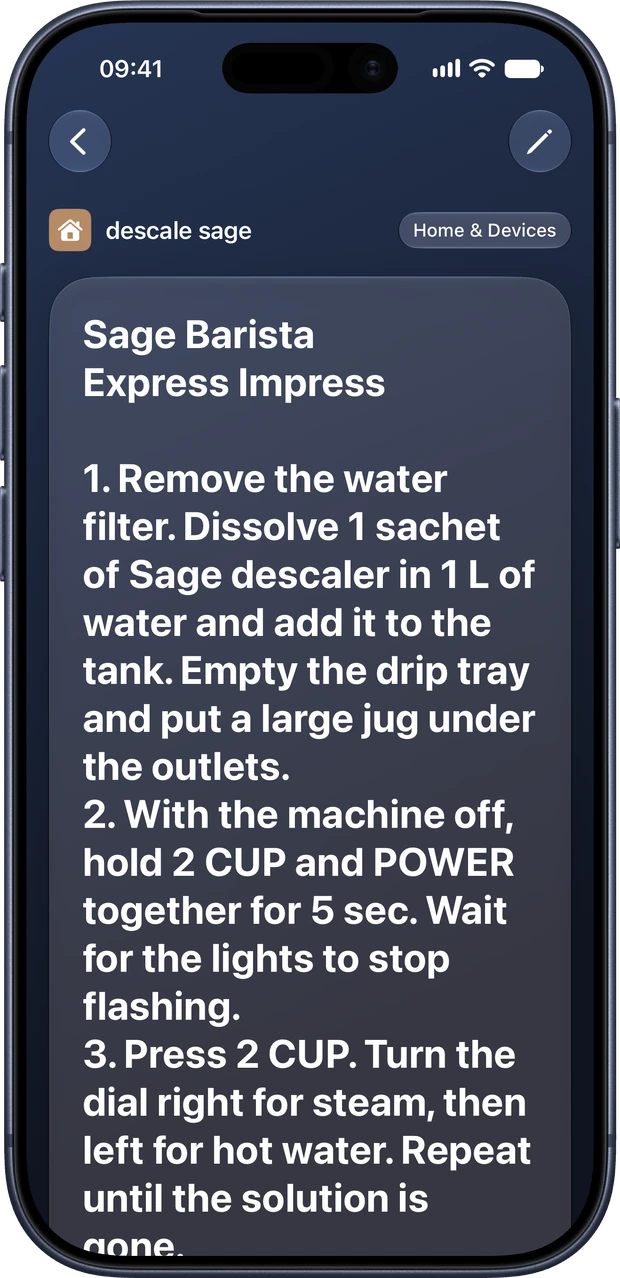 09:41
descale sage
Home & Devices
Sage Barista
Express Impress
1. Remove the water
filter. Dissolve 1 sachet
of Sage descaler in 1 L of
water and add it to the
tank. Empty the drip tray
and put a large jug under
the outlets.
2. With the machine off,
hold 2 CUP and POWER
together for 5 sec. Wait
for the lights to stop
flashing.
3. Press 2 CUP. Turn the
dial right for steam, then
left for hot water. Repeat
until the solution is
gone.